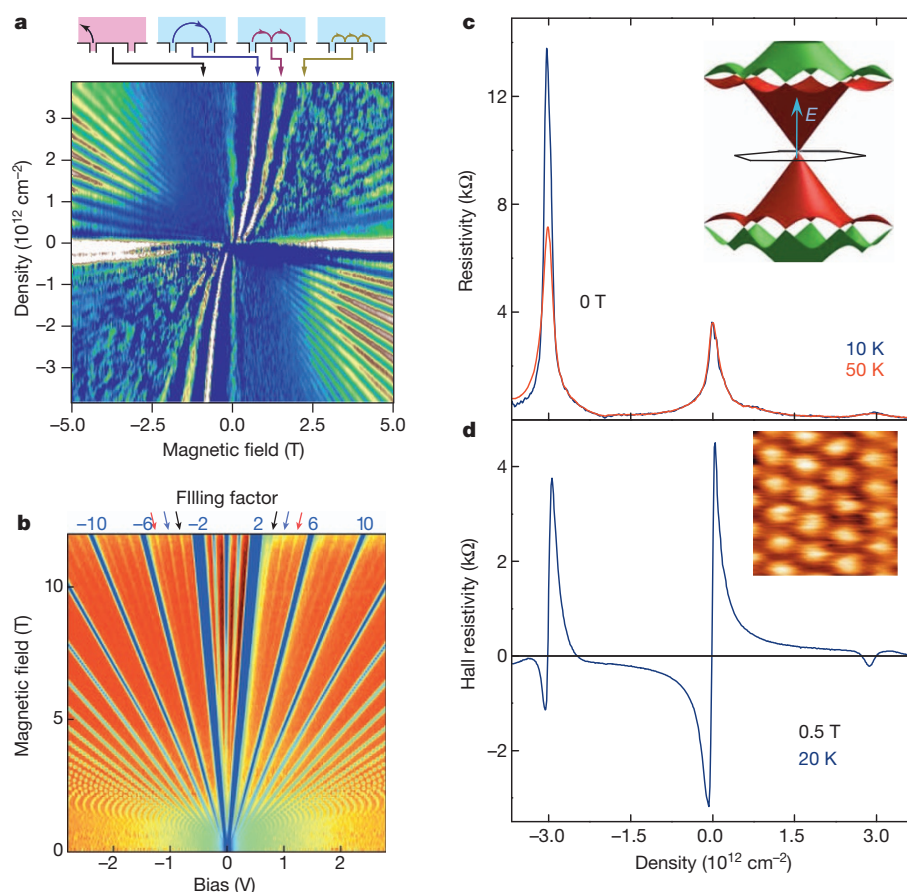 a
Density (10¹² cm⁻²)
3
2
1
0
−1
−2
−3
−5.0
−2.5
0.0
2.5
5.0
Magnetic field (T)
b
FIlling factor
−10
−6
−2
2
6
10
Magnetic field (T)
10
5
0
−2
−1
0
1
2
Bias (V)
c
Resistivity (kΩ)
12
8
4
E
0 T
10 K
50 K
d
Hall resistivity (kΩ)
4
2
0
−2
0.5 T
20 K
−3.0
−1.5
0.0
1.5
3.0
Density (10¹² cm⁻²)